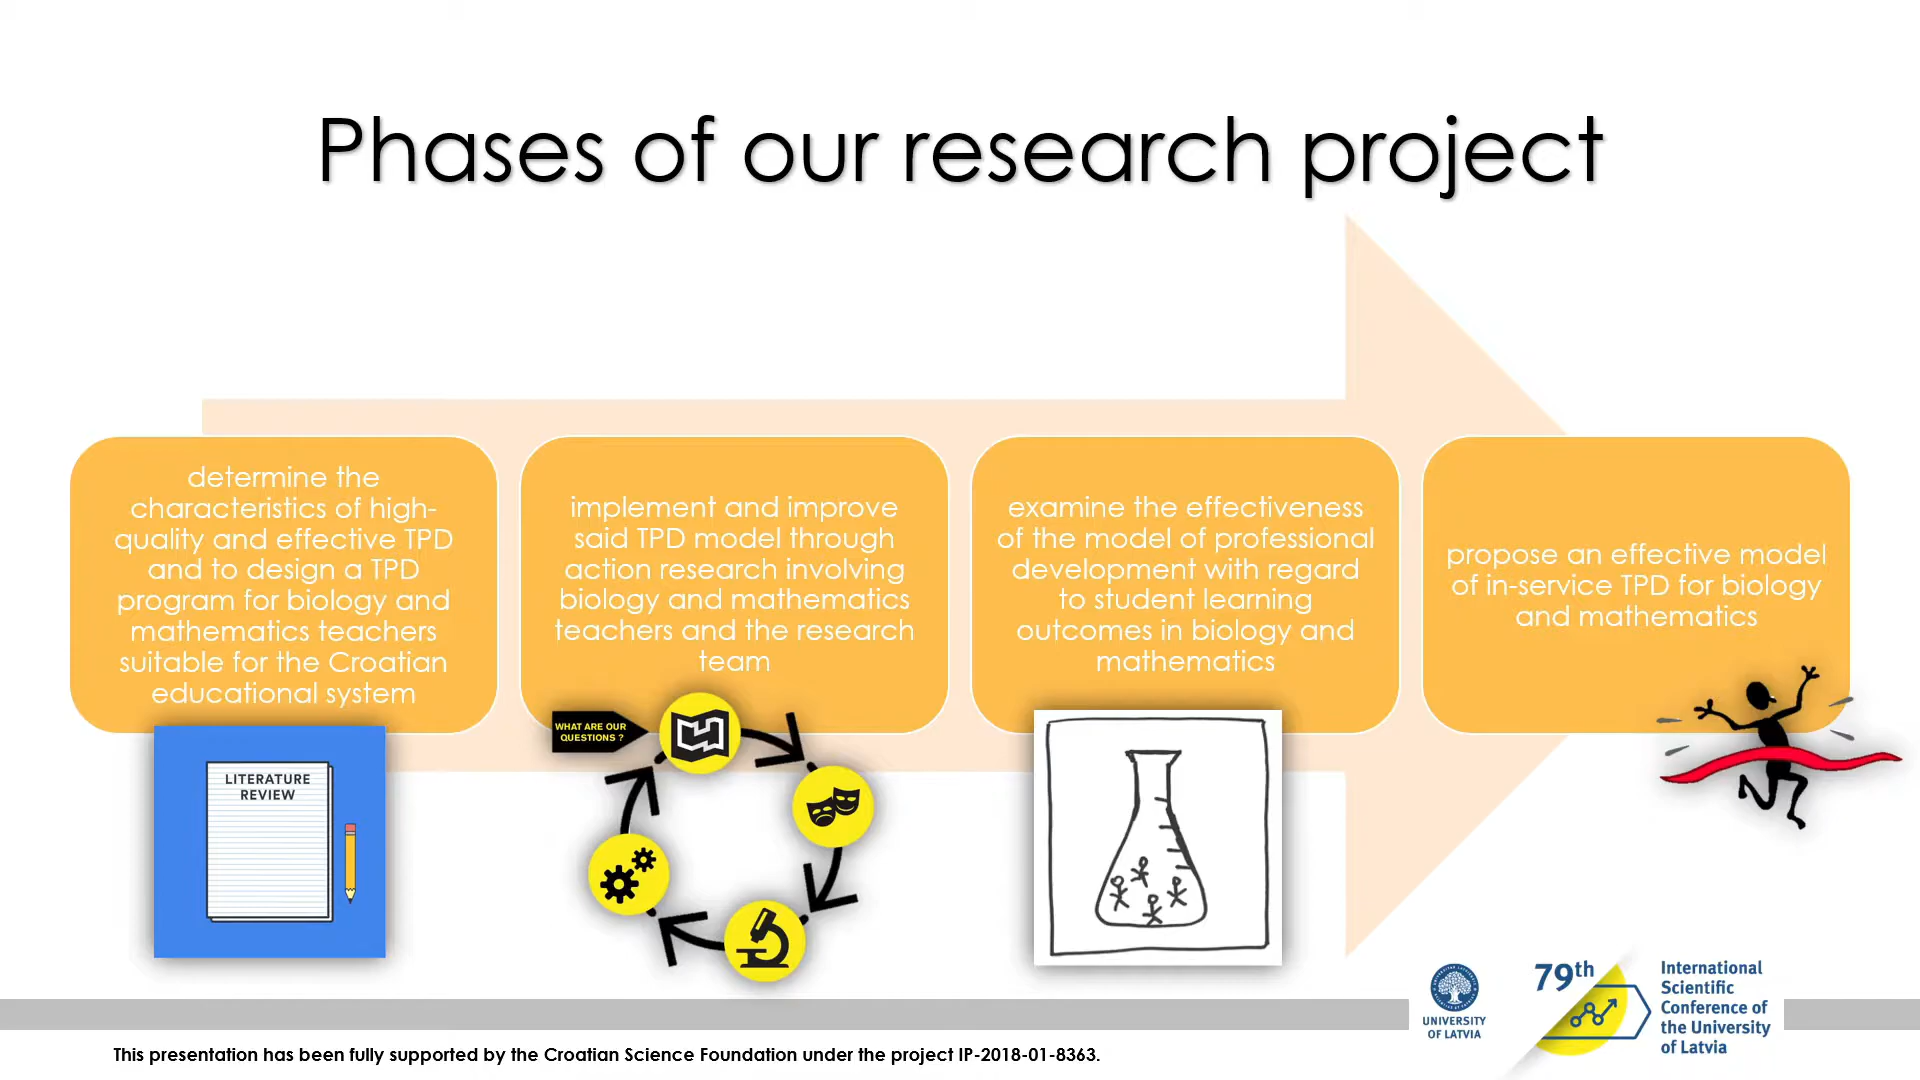 Phases of our research project
determine the
characteristics of high-
quality and effective TPD
and to design a TPD
program for biology and
mathematics teachers
suitable for the Croatian
educational system
implement and improve
said TPD model through
action research involving
biology and mathematics
teachers and the research
team
examine the effectiveness
of the model of professional
development with regard
to student learning
outcomes in biology and
mathematics
propose an effective model
of in-service TPD for biology
and mathematics
LITERATURE
REVIEW
WHAT ARE OUR
QUESTIONS ?
UNIVERSITY
OF LATVIA
79th
International
Scientific
Conference of
the University
of Latvia
This presentation has been fully supported by the Croatian Science Foundation under the project IP-2018-01-8363.